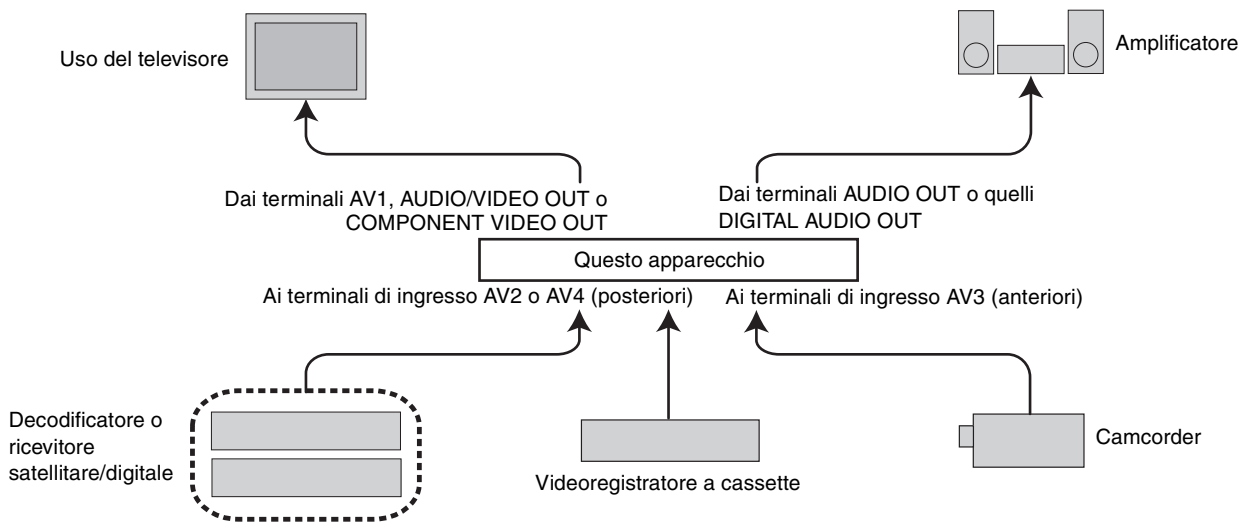 Uso del televisore
Amplificatore
Dai terminali AV1, AUDIO/VIDEO OUT o
COMPONENT VIDEO OUT
Dai terminali AUDIO OUT o quelli
DIGITAL AUDIO OUT
Questo apparecchio
Ai terminali di ingresso AV2 o AV4 (posteriori)
Ai terminali di ingresso AV3 (anteriori)
Decodificatore o
ricevitore
satellitare/digitale
Videoregistratore a cassette
Camcorder